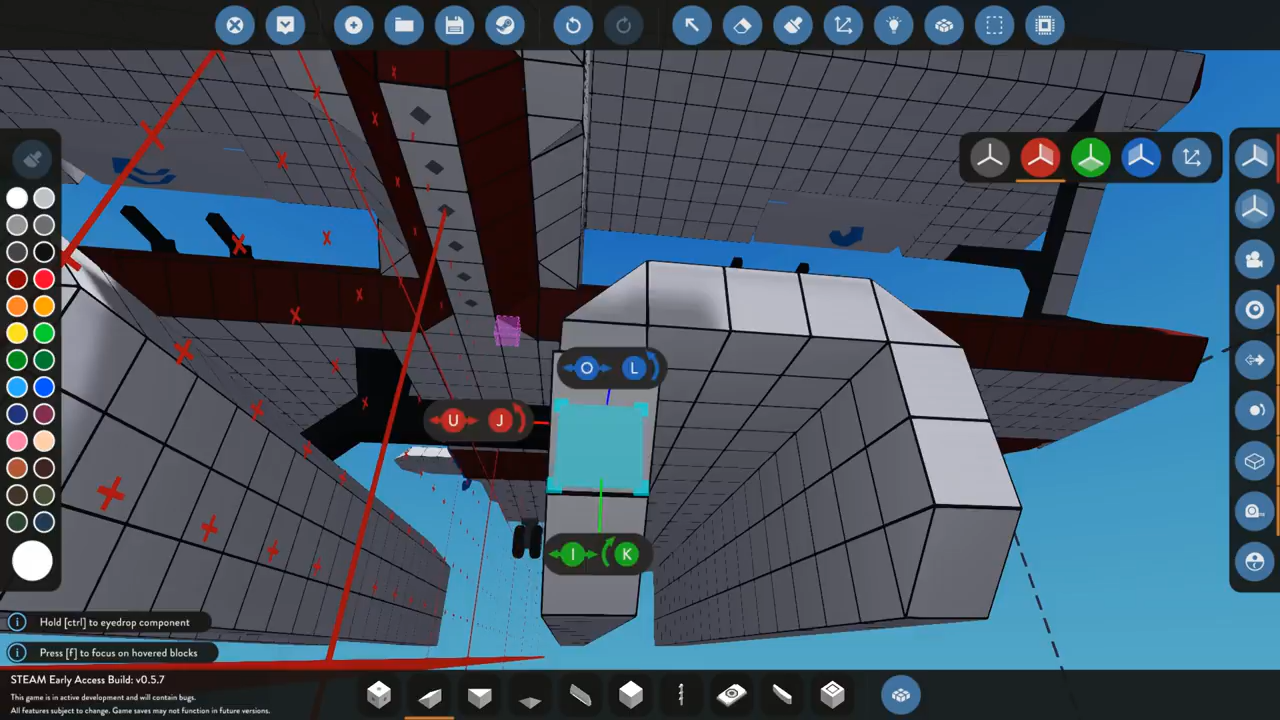 O L
U J
I K
Hold [ctrl] to eyedrop component
Press [f] to focus on hovered blocks
STEAM Early Access Build: v0.5.7
This game is in active development and will contain bugs.
All features subject to change. Game saves may not function in future versions.